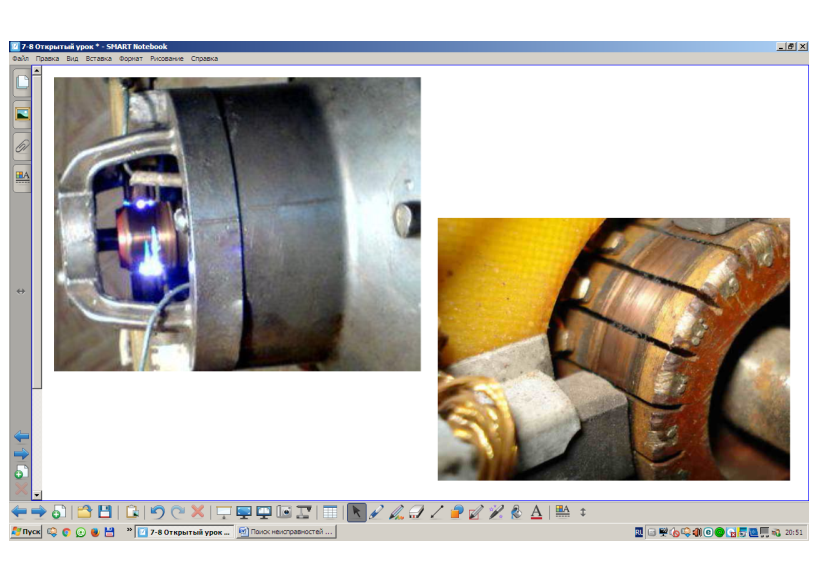 7-8 Открытый урок * - SMART Notebook
Файл Правка Вид Вставка Формат Рисование Справка
Пуск
»
7-8 Открытый урок ...
Поиск неисправностей ...
RL
20:51